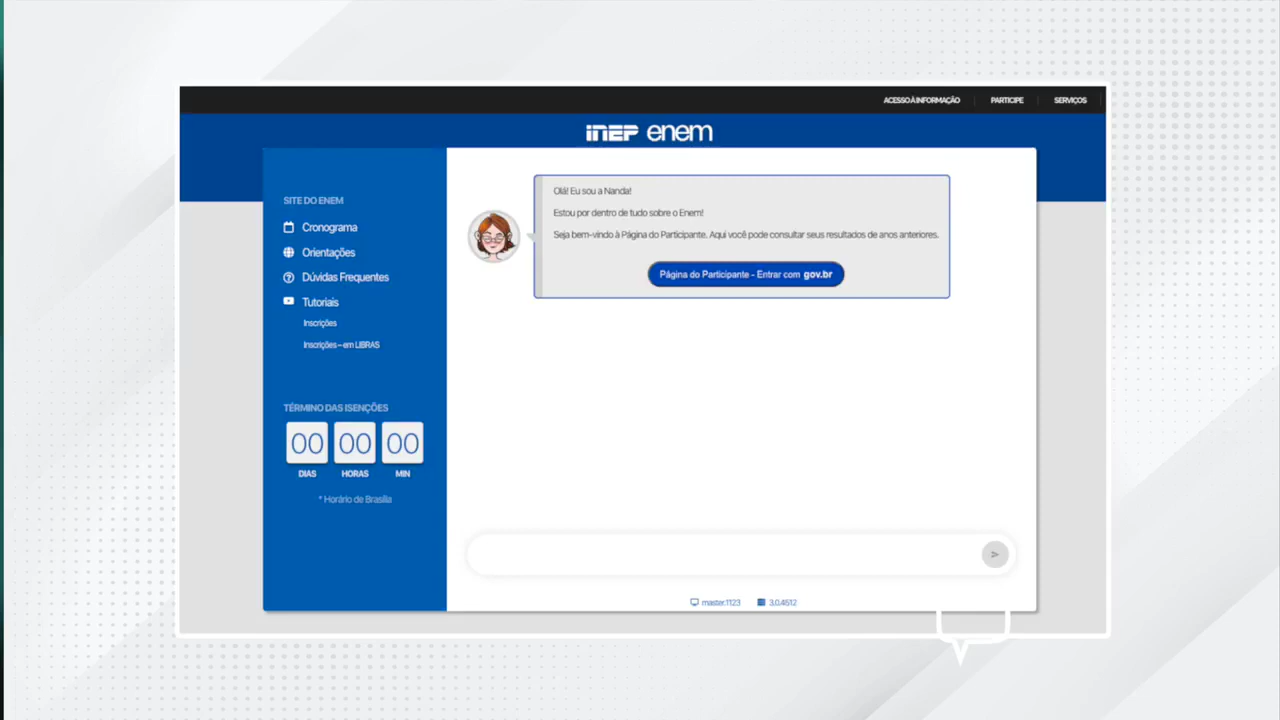 ACESSO À INFORMAÇÃO
PARTICIPE
SERVIÇOS
inep enem
SITE DO ENEM
Cronograma
Orientações
Dúvidas Frequentes
Tutoriais
Inscrições
Inscrições – em LIBRAS
TÉRMINO DAS ISENÇÕES
00 00 00
DIAS HORAS MIN
* Horário de Brasília
Olá! Eu sou a Nanda!
Estou por dentro de tudo sobre o Enem!
Seja bem-vindo à Página do Participante. Aqui você pode consultar seus resultados de anos anteriores.
Página do Participante - Entrar com gov.br
master.1123
3.0.4512